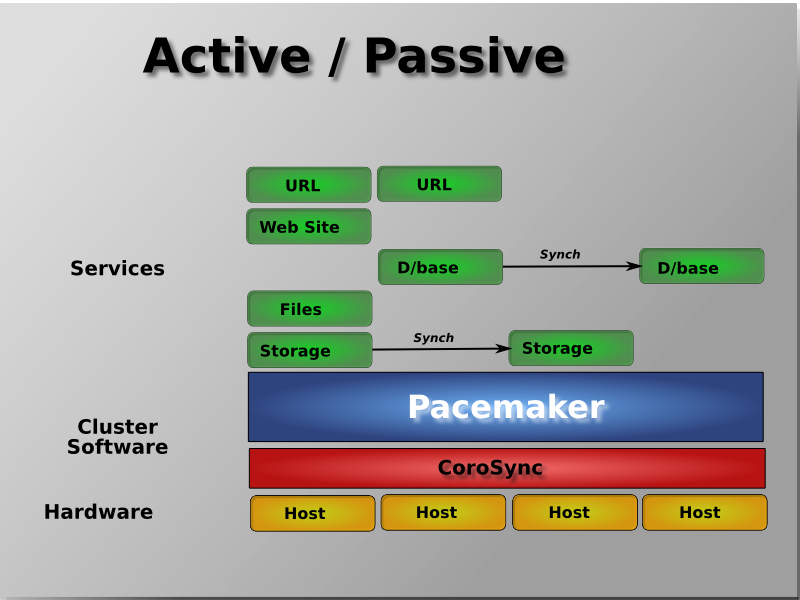 Active / Passive
URL
URL
Web Site
Services
D/base
Synch
D/base
Files
Storage
Synch
Storage
Pacemaker
Cluster
Software
CoroSync
Hardware
Host
Host
Host
Host